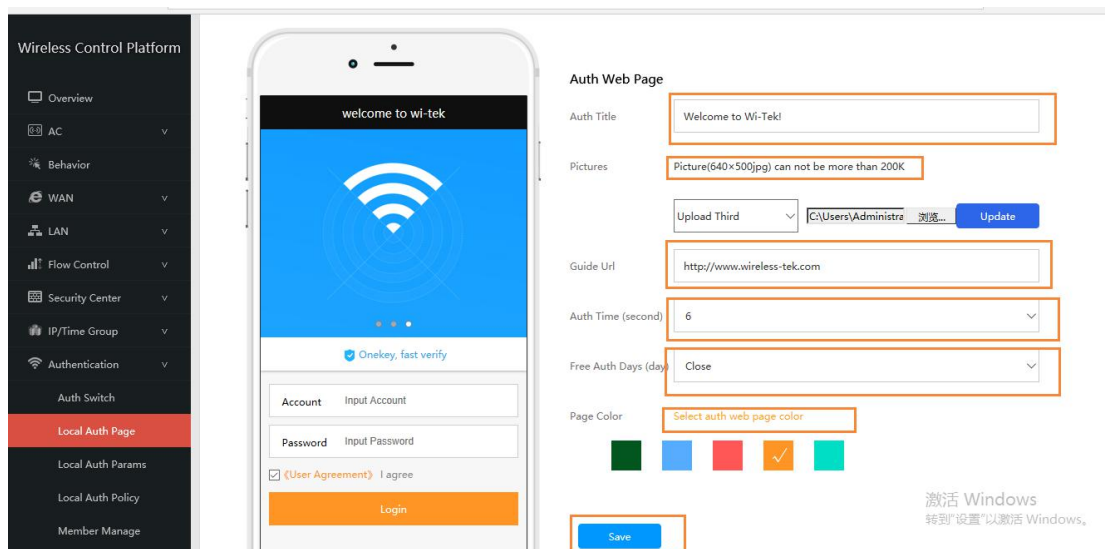 Wireless Control Platform
Overview
AC
Behavior
WAN
LAN
Flow Control
Security Center
IP/Time Group
Authentication
Auth Switch
Local Auth Page
Local Auth Params
Local Auth Policy
Member Manage
welcome to wi-tek
Onekey, fast verify
Account Input Account
Password Input Password
《User Agreement》 I agree
Login
Auth Web Page
Auth Title Welcome to Wi-Tek!
Pictures Picture(640×500jpg) can not be more than 200K
Upload Third C:\Users\Administra 浏览... Update
Guide Url http://www.wireless-tek.com
Auth Time (second) 6
Free Auth Days (day) Close
Page Color Select auth web page color
Save
激活 Windows
转到"设置"以激活 Windows。